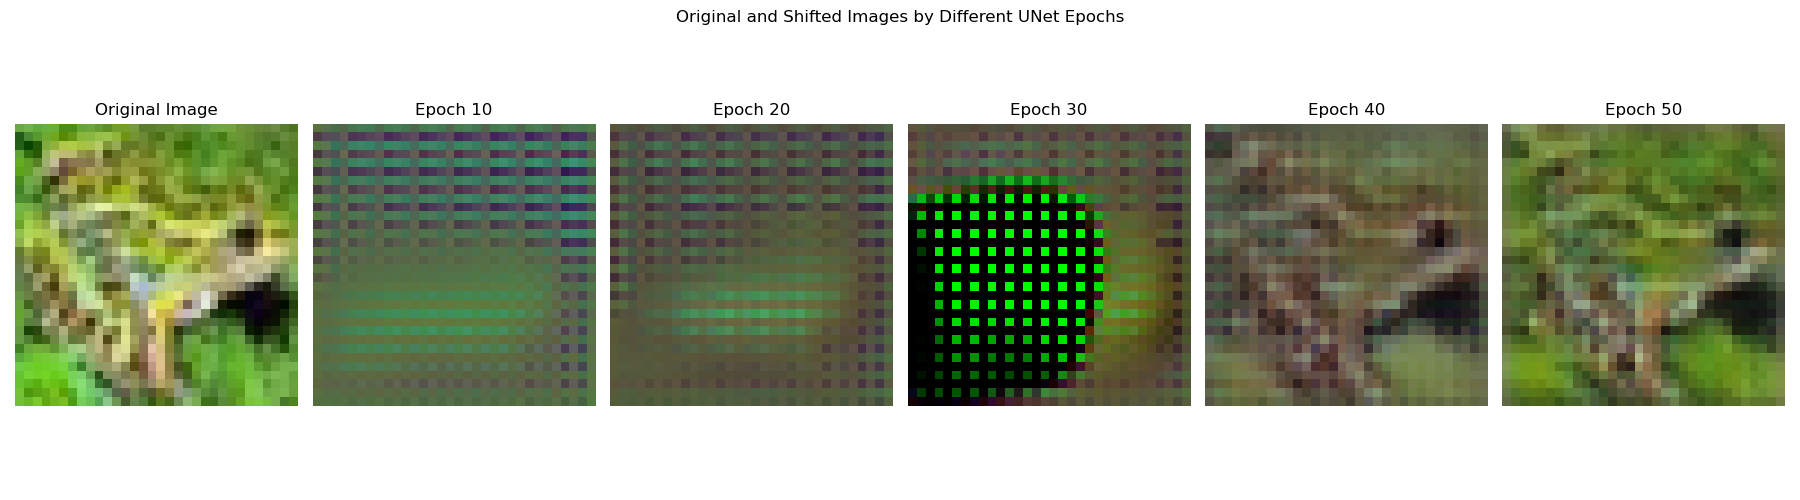 Original and Shifted Images by Different UNet Epochs
Original Image
Epoch 10
Epoch 20
Epoch 30
Epoch 40
Epoch 50